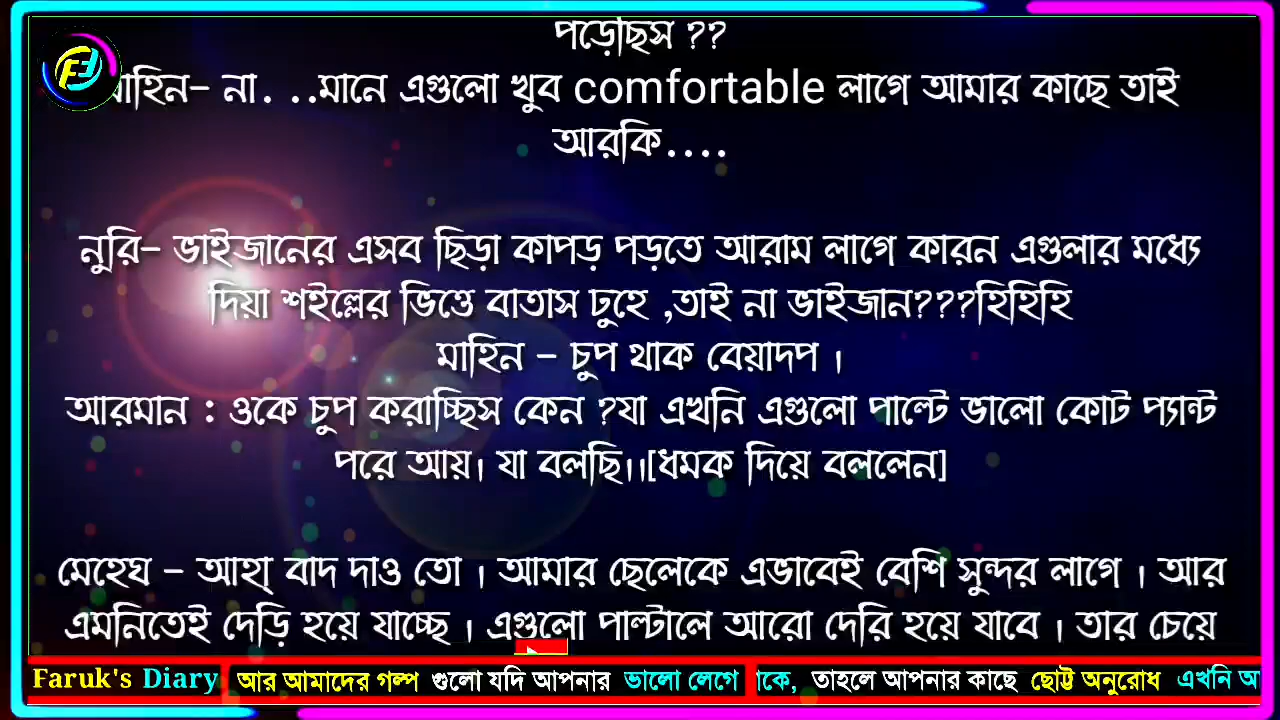 পড়োছস ??
মাহিন- না. ..মানে এগুলো খুব comfortable লাগে আমার কাছে তাই
আরকি....
নুরি- ভাইজানের এসব ছিড়া কাপড় পড়তে আরাম লাগে কারন এগুলার মধ্যে
দিয়া শইল্লের ভিত্তে বাতাস ঢুহে ,তাই না ভাইজান???হিহিহি
মাহিন - চুপ থাক বেয়াদপ ।
আরমান : ওকে চুপ করাচ্ছিস কেন ?যা এখনি এগুলো পাল্টে ভালো কোট প্যান্ট
পরে আয়। যা বলছি।।[ধমক দিয়ে বললেন]
মেহেঘ - আহা্ বাদ দাও তো । আমার ছেলেকে এভাবেই বেশি সুন্দর লাগে । আর
এমনিতেই দেড়ি হয়ে যাচ্ছে । এগুলো পাল্টালে আরো দেরি হয়ে যাবে । তার চেয়ে
Faruk's Diary আর আমাদের গল্প গুলো যদি আপনার ভালো লেগে থাকে, তাহলে আপনার কাছে ছোট্ট অনুরোধ এখনি